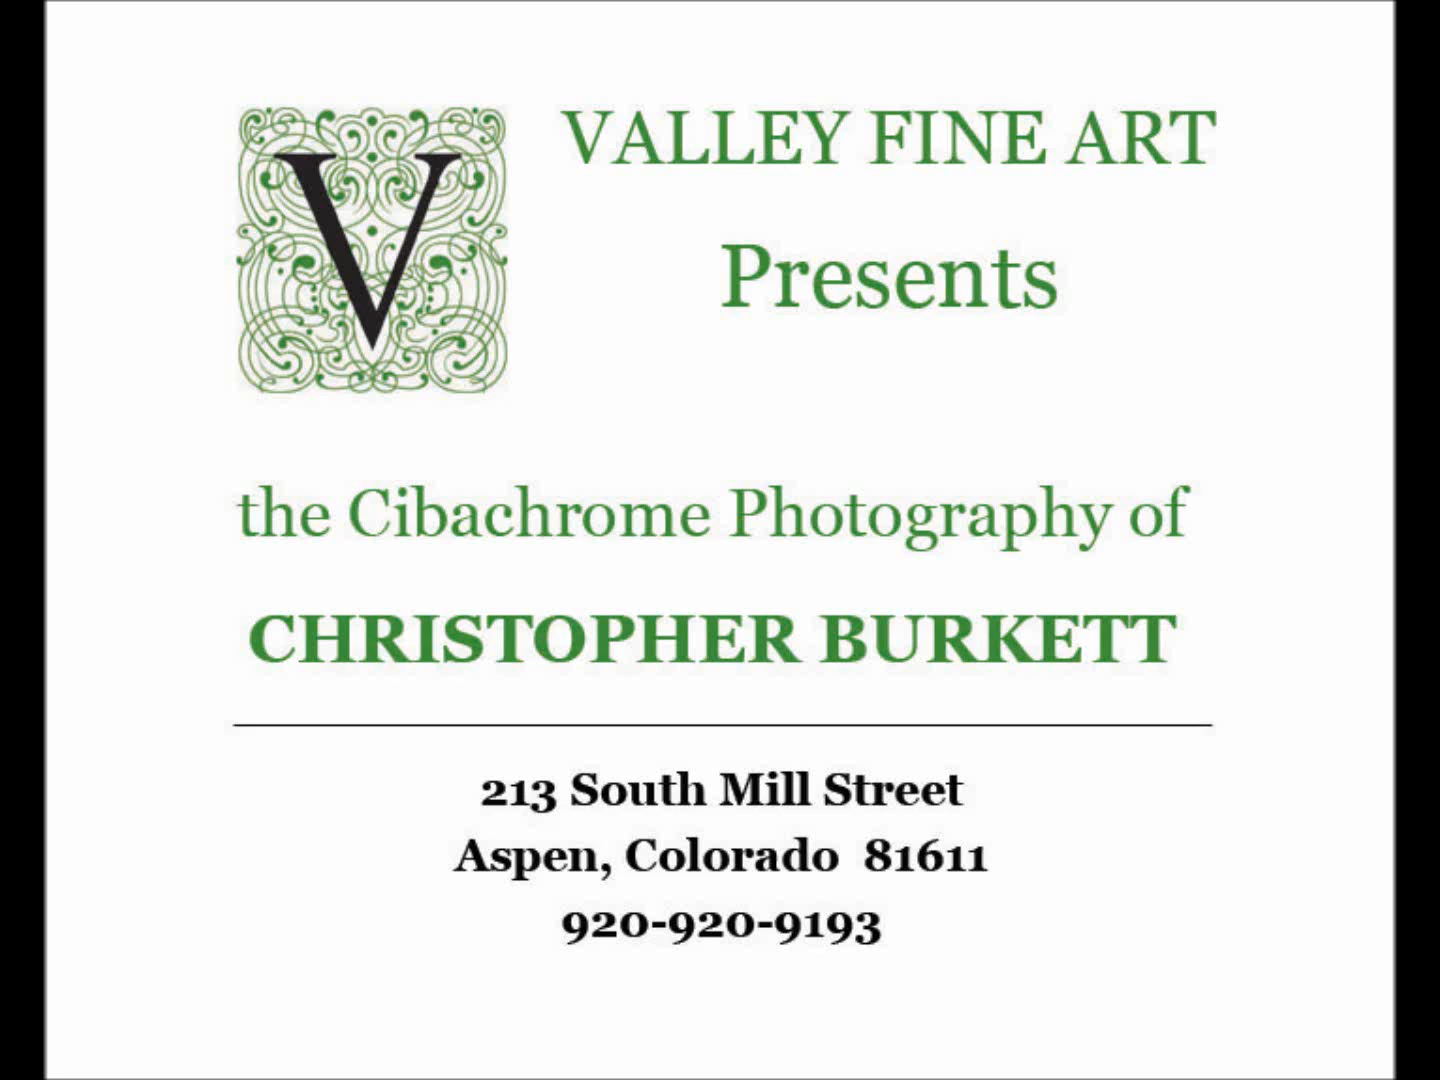 V
VALLEY FINE ART
Presents
the Cibachrome Photography of
CHRISTOPHER BURKETT
213 South Mill Street
Aspen, Colorado  81611
920-920-9193